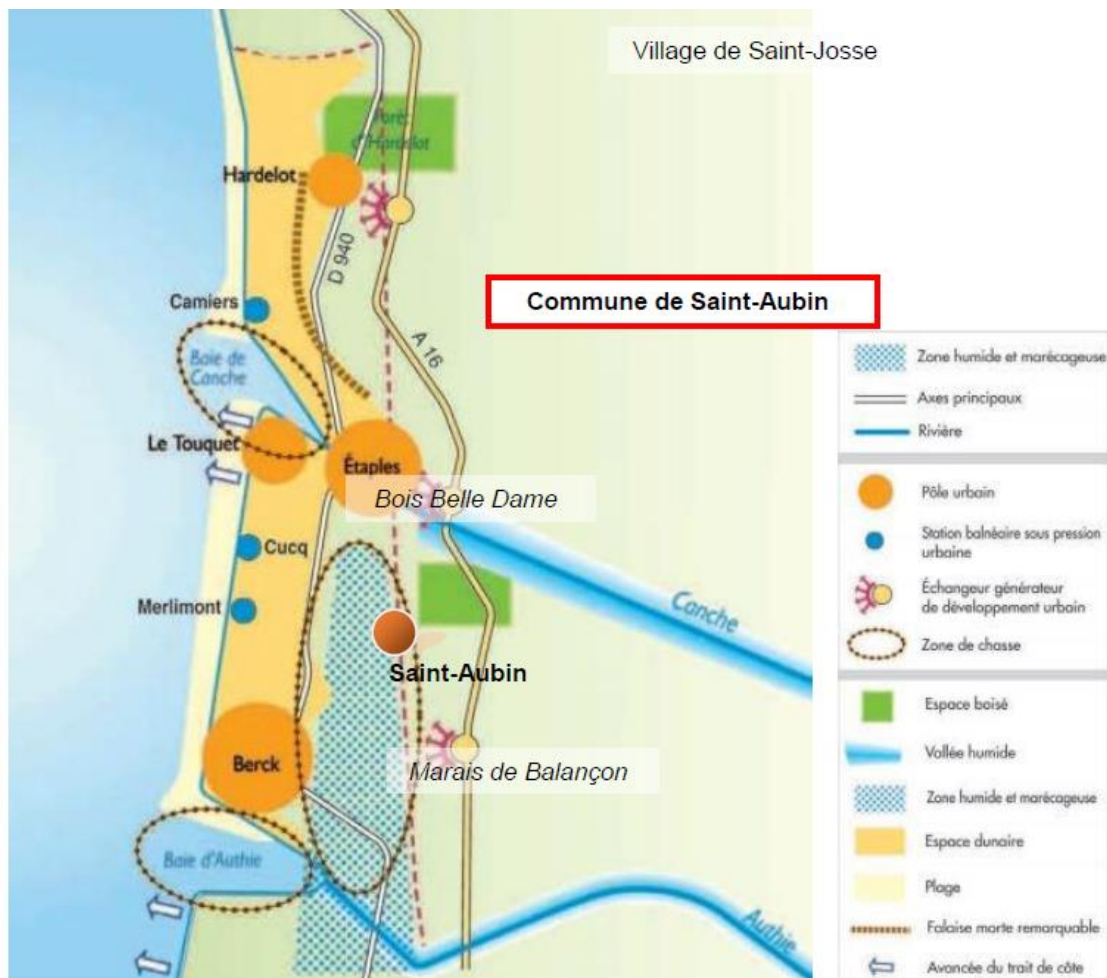 Village de Saint-Josse
Forêt
d'Hardelot
Hardelot
D 940
Commune de Saint-Aubin
Camiers
A 16
Baie de
Canche
Le Touquet
Étaples
Bois Belle Dame
Cucq
Merlimont
Canche
Saint-Aubin
Berck
Marais de Balançon
Baie d'Authie
Authie
Zone humide et marécageuse
Axes principaux
Rivière
Pôle urbain
Station balnéaire sous pression
urbaine
Échangeur générateur
de développement urbain
Zone de chasse
Espace boisé
Vallée humide
Zone humide et marécageuse
Espace dunaire
Plage
Falaise morte remarquable
Avancée du trait de côte